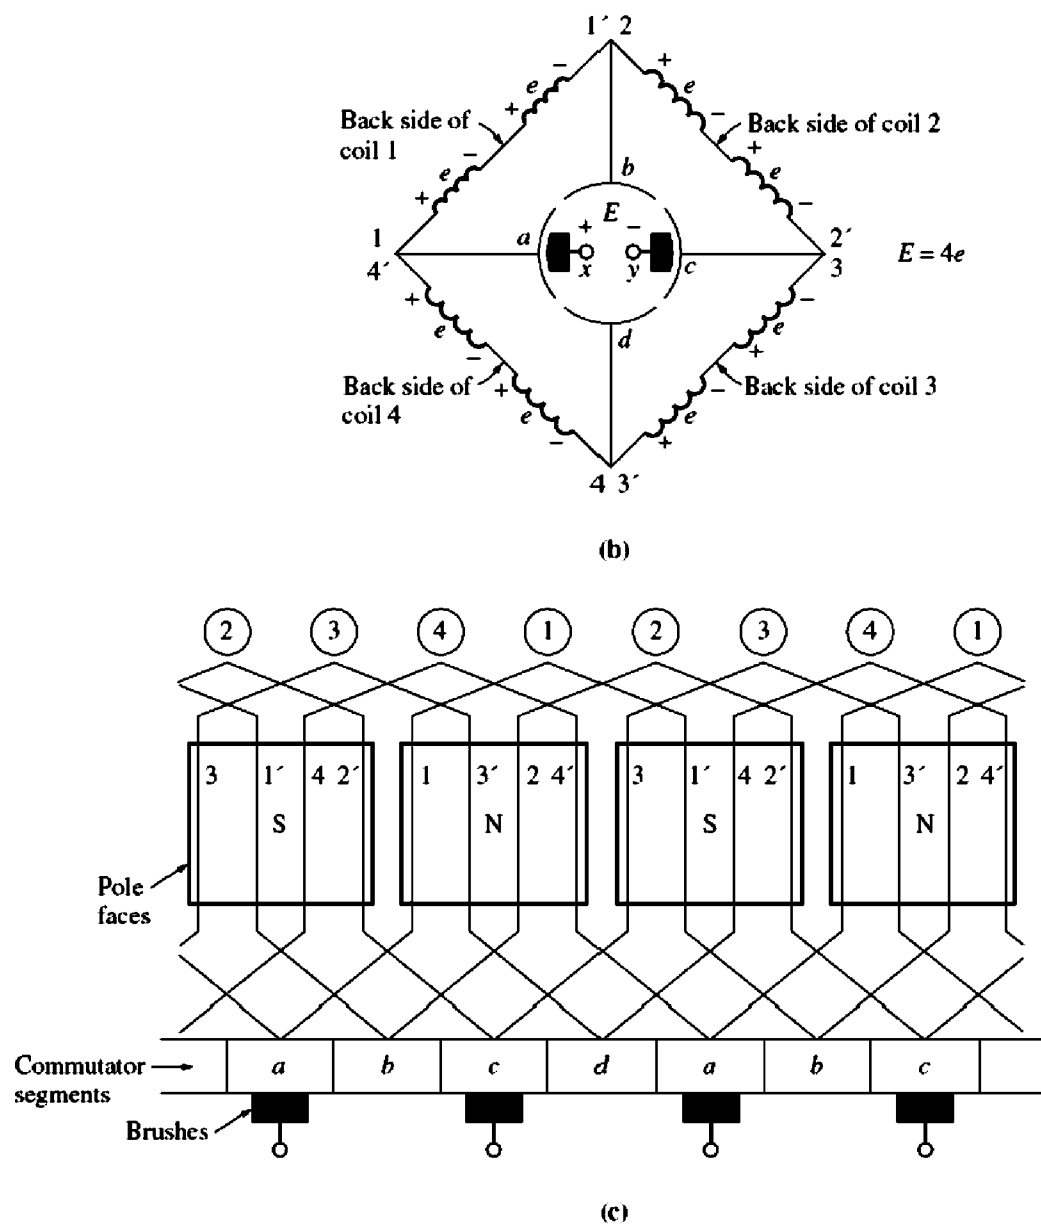 1´ 2
+ −
− +
e e
+ −
Back side of coil 1
Back side of coil 2
− +
e e
+ −
b
E
1 a + − 2´
4´ x y c 3
E = 4e
+ −
e d e
− +
Back side of coil 4
Back side of coil 3
+ −
e e
− +
4 3´
(b)
2 3 4 1 2 3 4 1
3 1´ 4 2´ 1 3´ 2 4´ 3 1´ 4 2´ 1 3´ 2 4´
S N S N
Pole faces
Commutator segments
a b c d a b c
Brushes
(c)